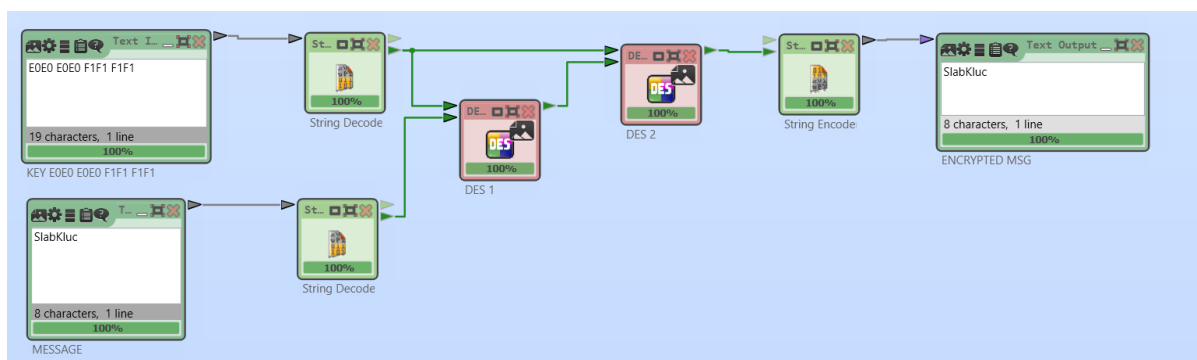 Text I...
E0E0 E0E0 F1F1 F1F1
19 characters, 1 line
100%
KEY E0E0 E0E0 F1F1 F1F1
St...
100%
String Decode
DE...
DES
100%
DES 1
DE...
DES
100%
DES 2
St...
100%
String Encode
Text Output
SlabKluc
8 characters, 1 line
100%
ENCRYPTED MSG
T...
SlabKluc
8 characters, 1 line
100%
MESSAGE
St...
100%
String Decode